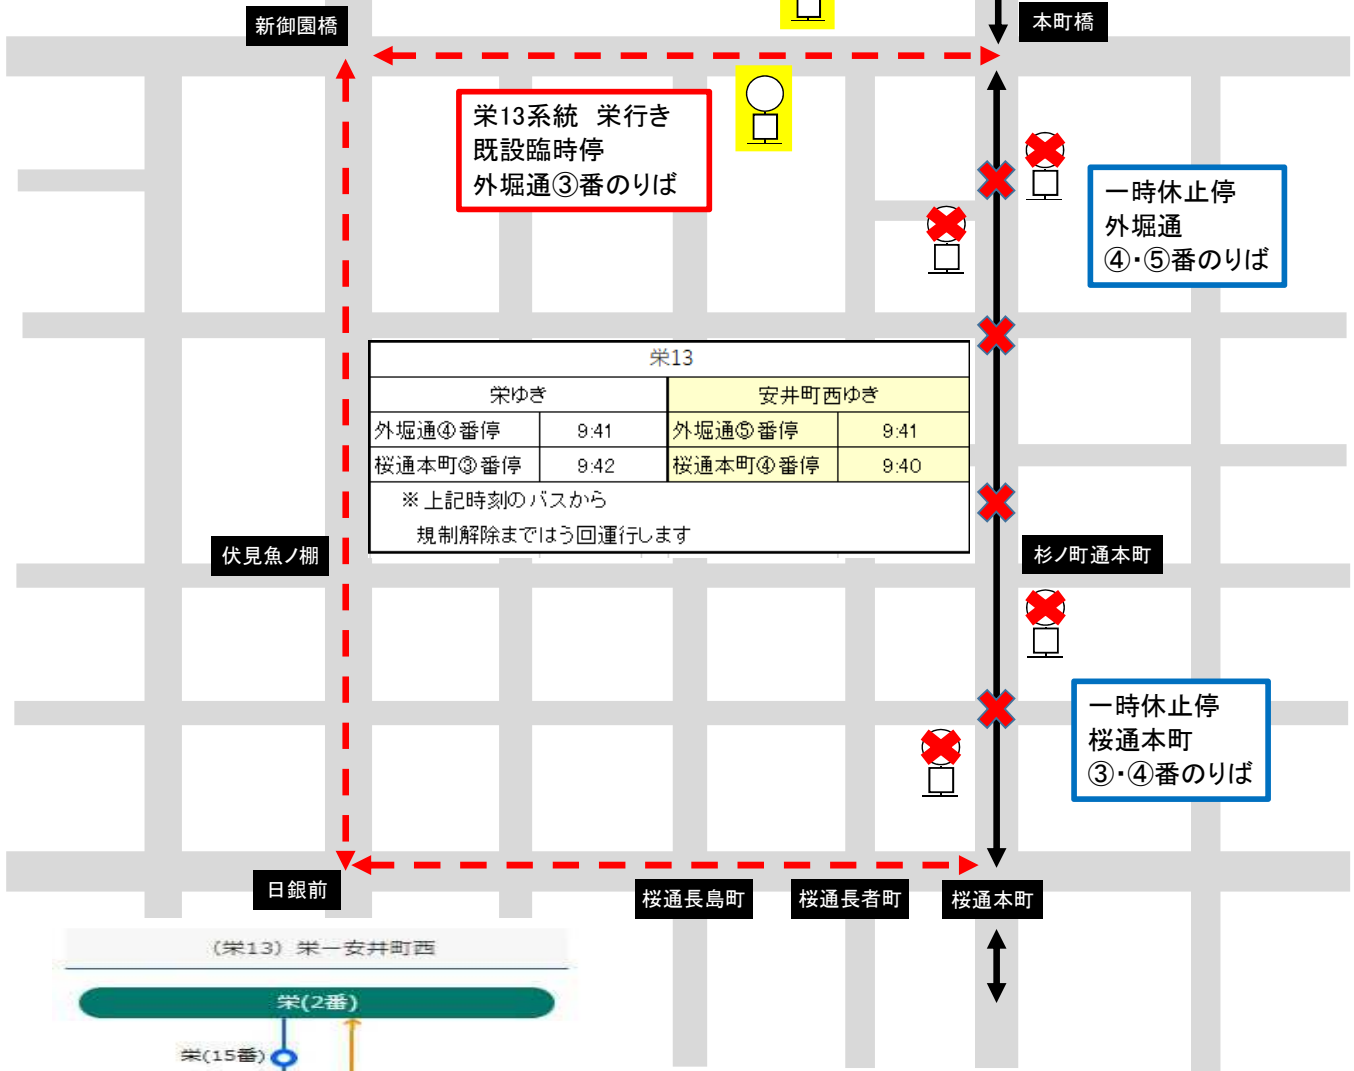 新御園橋
本町橋
栄13系統 栄行き
既設臨時停
外堀通③番のりば
一時休止停
外堀通
④・⑤番のりば
栄13
栄ゆき 安井町西ゆき
外堀通④番停 9:41 外堀通⑤番停 9:41
桜通本町③番停 9:42 桜通本町④番停 9:40
※上記時刻のバスから
規制解除まではう回運行します
伏見魚ノ棚
杉ノ町通本町
一時休止停
桜通本町
③・④番のりば
日銀前
桜通長島町
桜通長者町
桜通本町
(栄13) 栄ー安井町西
栄(2番)
栄(15番)